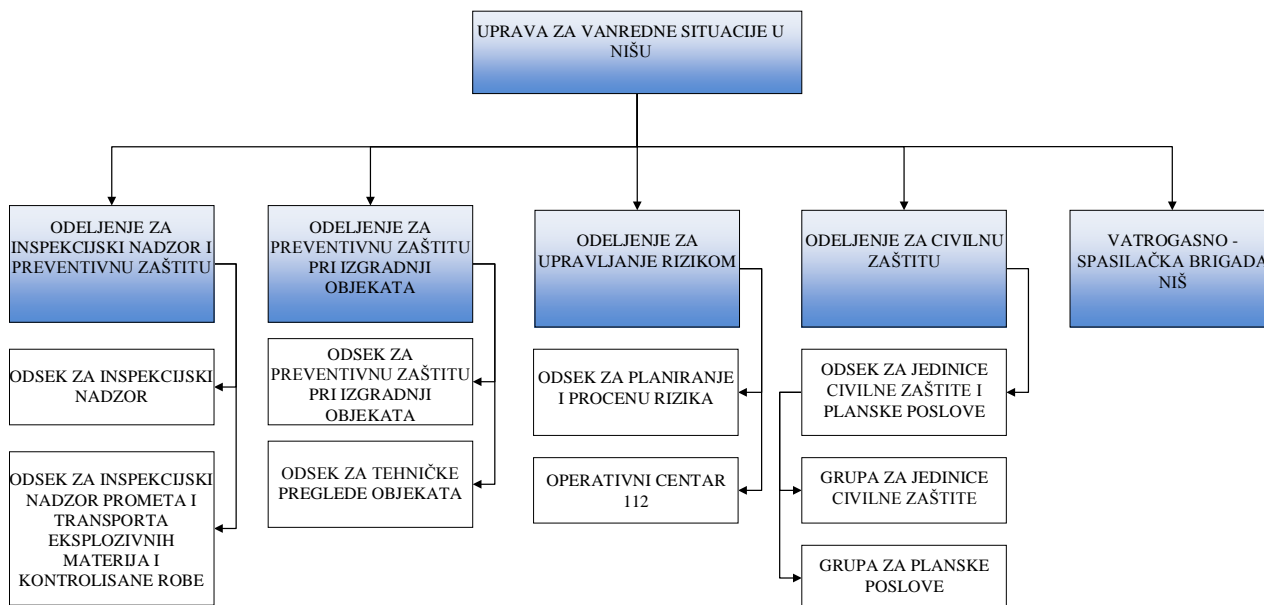 UPRAVA ZA VANREDNE SITUACIJE U
NIŠU
ODELJENJE ZA
INSPEKCIJSKI NADZOR I
PREVENTIVNU ZAŠTITU
ODELJENJE ZA
PREVENTIVNU ZAŠTITU
PRI IZGRADNJI
OBJEKATA
ODELJENJE ZA
UPRAVLJANJE RIZIKOM
ODELJENJE ZA CIVILNU
ZAŠTITU
VATROGASNO -
SPASILAČKA BRIGADA
NIŠ
ODSEK ZA INSPEKCIJSKI
NADZOR
ODSEK ZA
PREVENTIVNU ZAŠTITU
PRI IZGRADNJI
OBJEKATA
ODSEK ZA PLANIRANJE
I PROCENU RIZIKA
ODSEK ZA JEDINICE
CIVILNE ZAŠTITE I
PLANSKE POSLOVE
ODSEK ZA INSPEKCIJSKI
NADZOR PROMETA I
TRANSPORTA
EKSPLOZIVNIH
MATERIJA I
KONTROLISANE ROBE
ODSEK ZA TEHNIČKE
PREGLEDE OBJEKATA
OPERATIVNI CENTAR
112
GRUPA ZA JEDINICE
CIVILNE ZAŠTITE
GRUPA ZA PLANSKE
POSLOVE